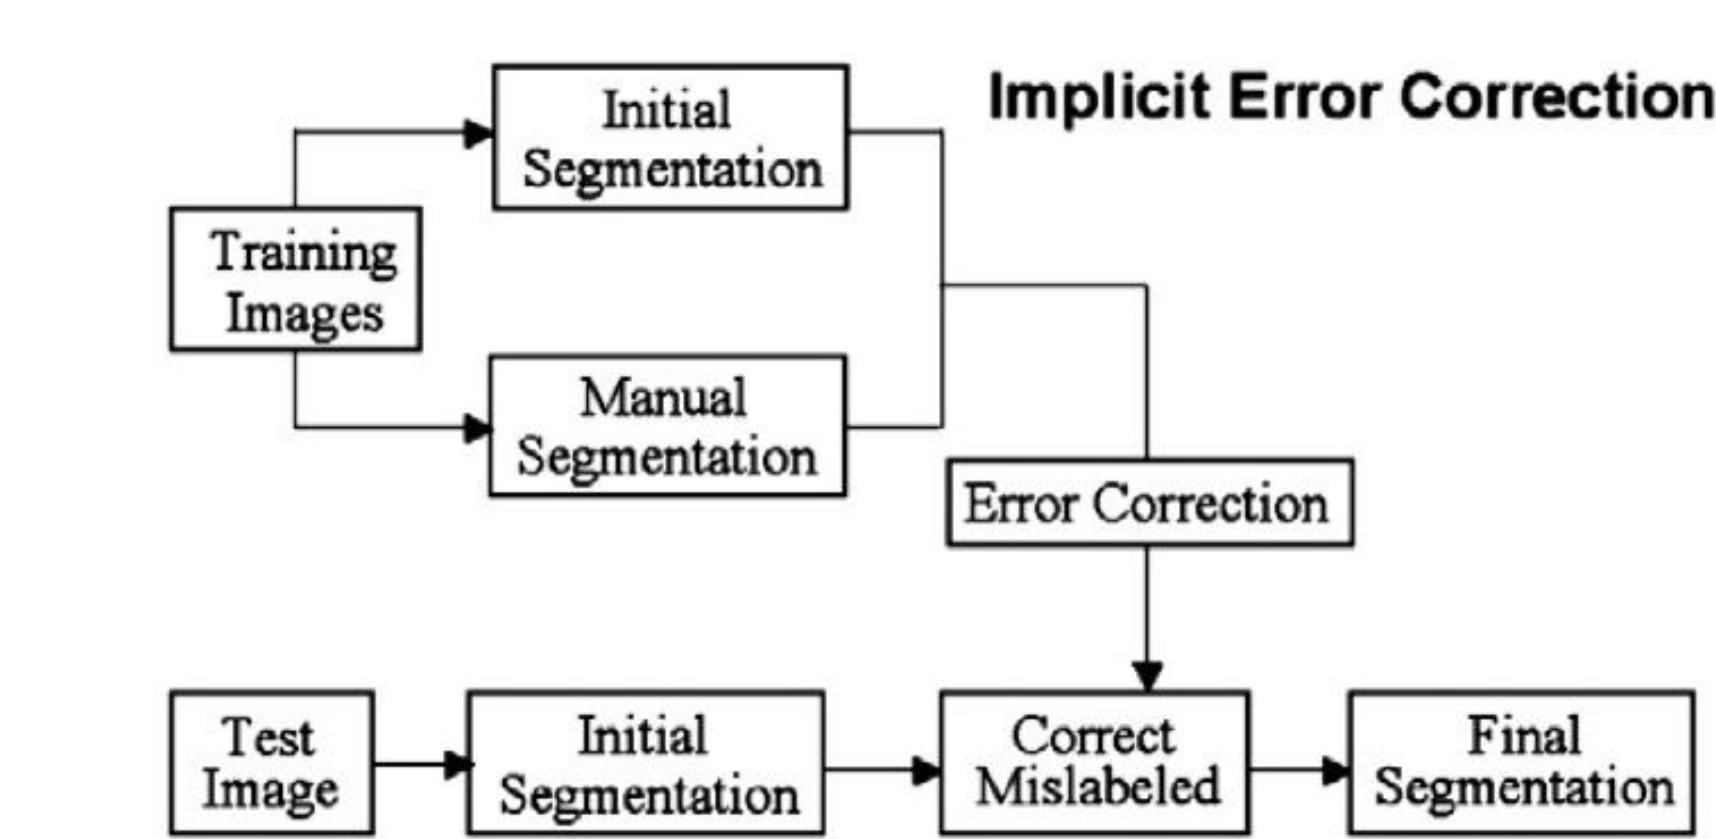 Implicit Error Correction
Initial
Segmentation
Training
Images
Manual
Segmentation
Error Correction
Test
Image
Initial
Segmentation
Correct
Mislabeled
Final
Segmentation